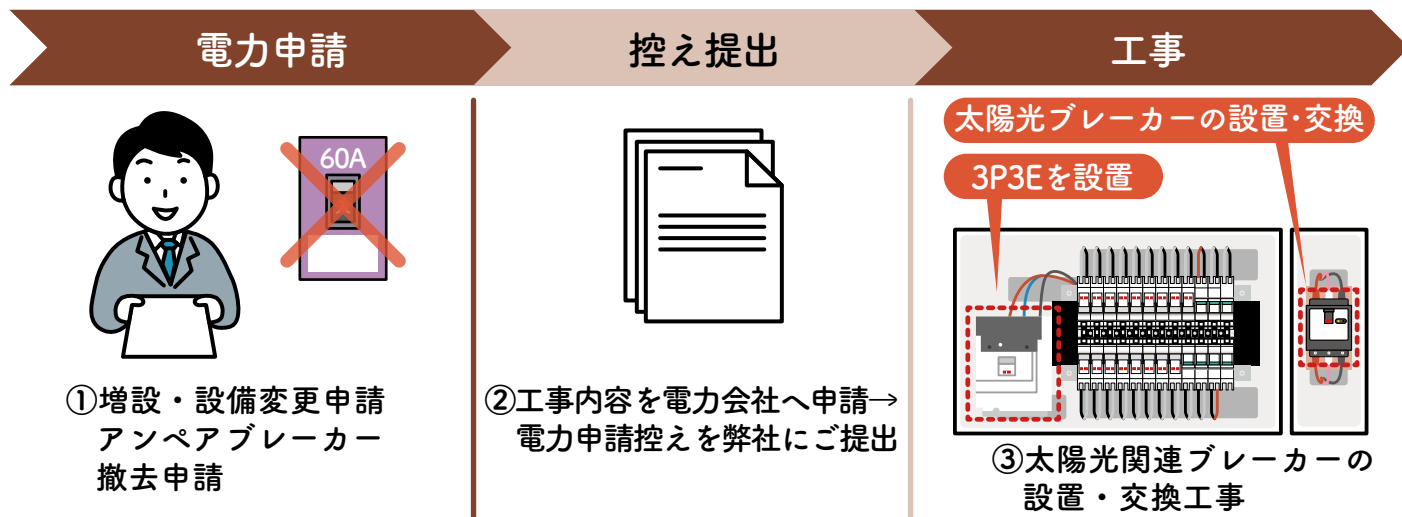 電力申請
控え提出
工事
60A
①増設・設備変更申請
アンペアブレーカー
撤去申請
②工事内容を電力会社へ申請→
電力申請控えを弊社にご提出
太陽光ブレーカーの設置・交換
3P3Eを設置
③太陽光関連ブレーカーの
設置・交換工事